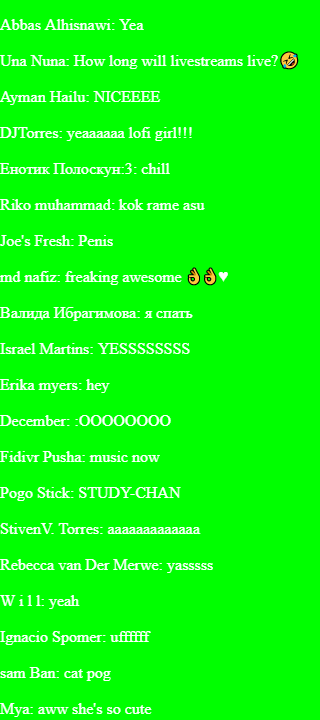 Abbas Alhisnawi: Yea
Una Nuna: How long will livestreams live?🤣
Ayman Hailu: NICEEEE
DJTorres: yeaaaaaa lofi girl!!!
Енотик Полоскун:3: chill
Riko muhammad: kok rame asu
Joe's Fresh: Penis
md nafiz: freaking awesome 👌👌♥
Валида Ибрагимова: я спать
Israel Martins: YESSSSSSSS
Erika myers: hey
December: :OOOOOOOO
Fidivr Pusha: music now
Pogo Stick: STUDY-CHAN
StivenV. Torres: aaaaaaaaaaaaa
Rebecca van Der Merwe: yasssss
W i l l: yeah
Ignacio Spomer: uffffff
sam Ban: cat pog
Mya: aww she's so cute